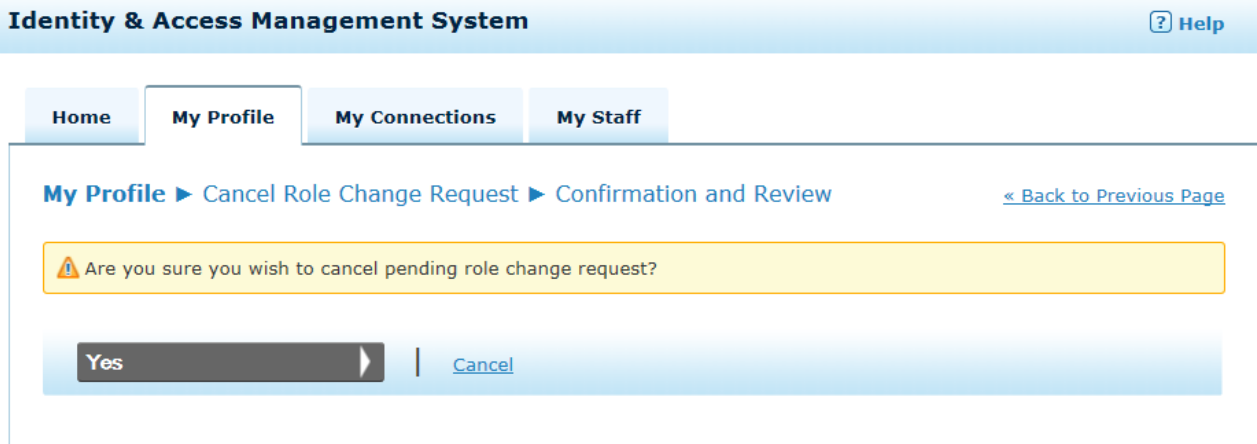 Identity & Access Management System
? Help
Home My Profile My Connections My Staff
My Profile ► Cancel Role Change Request ► Confirmation and Review « Back to Previous Page
Are you sure you wish to cancel pending role change request?
Yes | Cancel